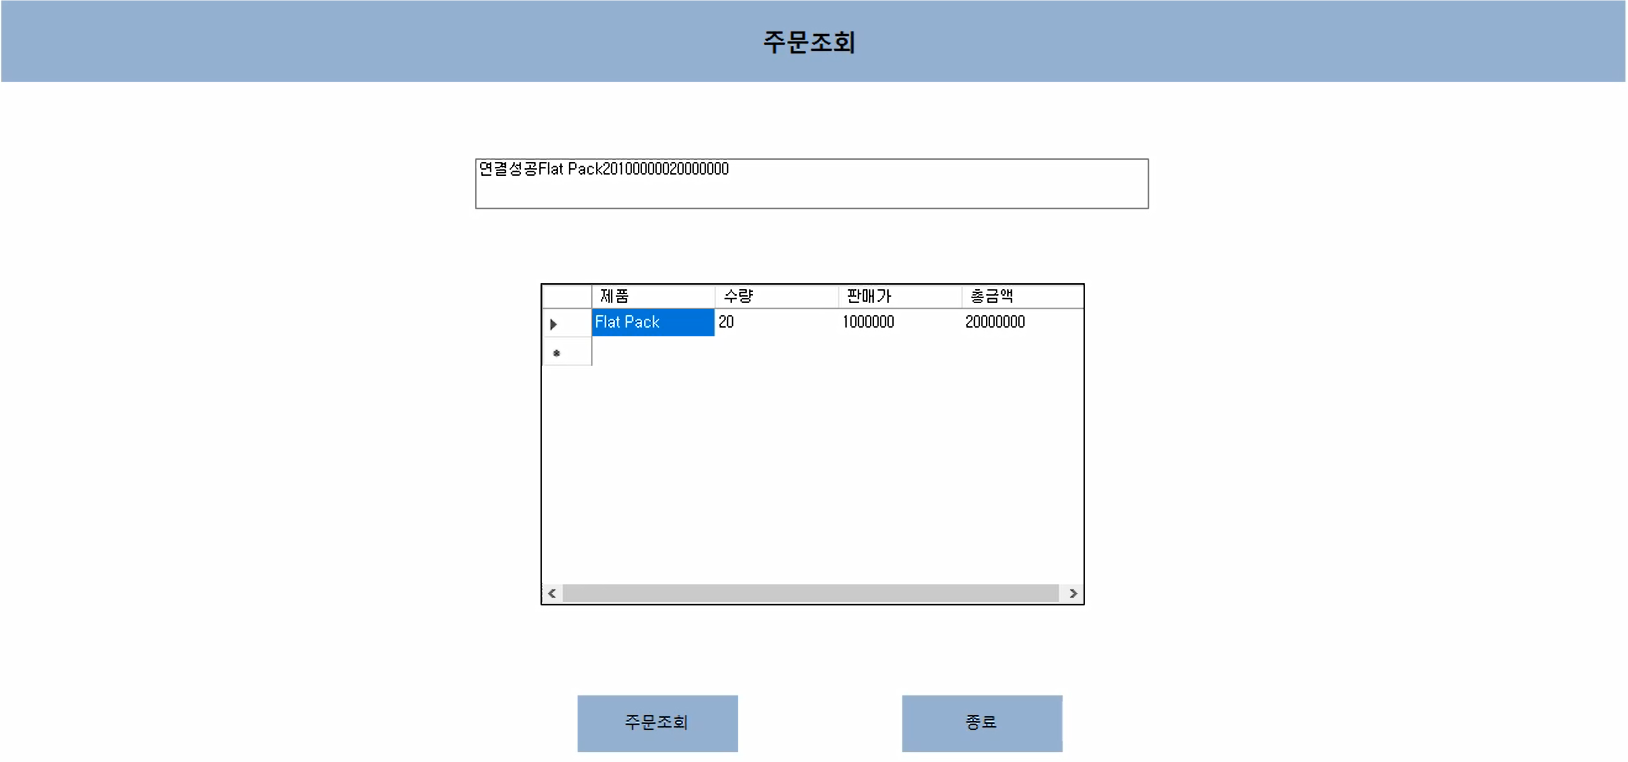 주문조회
연결성공Flat Pack20100000020000000
제품 수량 판매가 총금액
Flat Pack 20 1000000 20000000
주문조회 종료